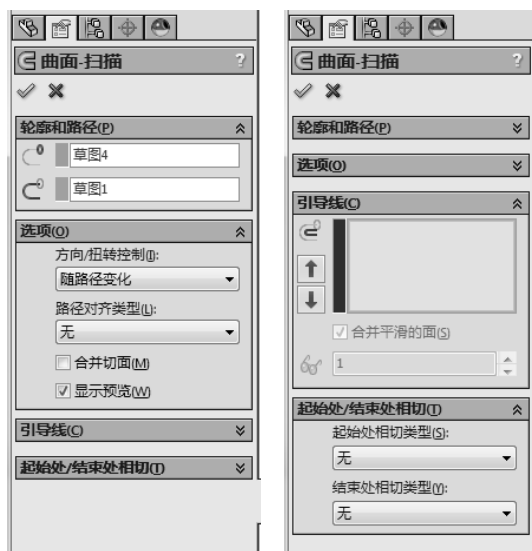 曲面-扫描
?
轮廓和路径(P)
草图4
草图1
选项(O)
方向/扭转控制(I):
随路径变化
路径对齐类型(L):
无
合并切面(M)
显示预览(W)
引导线(C)
起始处/结束处相切(T)
曲面-扫描
?
轮廓和路径(P)
选项(O)
引导线(C)
合并平滑的面(S)
1
起始处/结束处相切(T)
起始处相切类型(S):
无
结束处相切类型(Y):
无